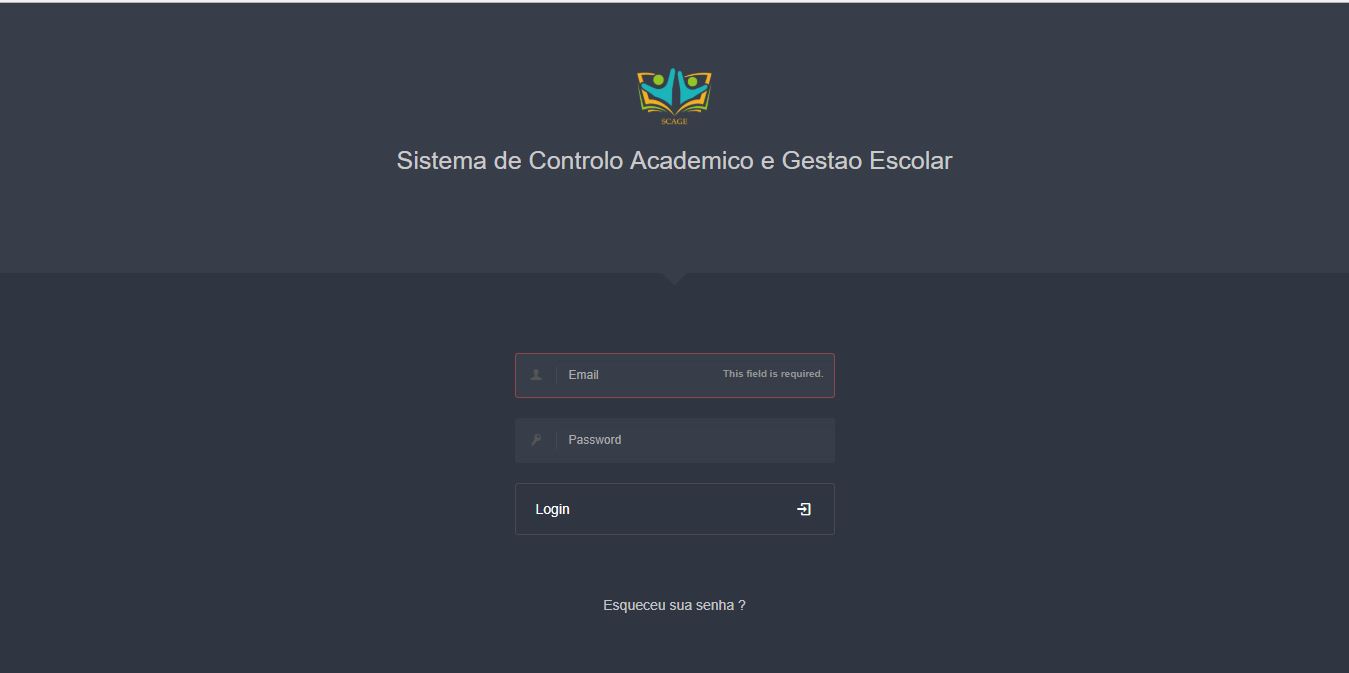 SCAGE
Sistema de Controlo Academico e Gestao Escolar
Email
This field is required.
Password
Login
Esqueceu sua senha ?